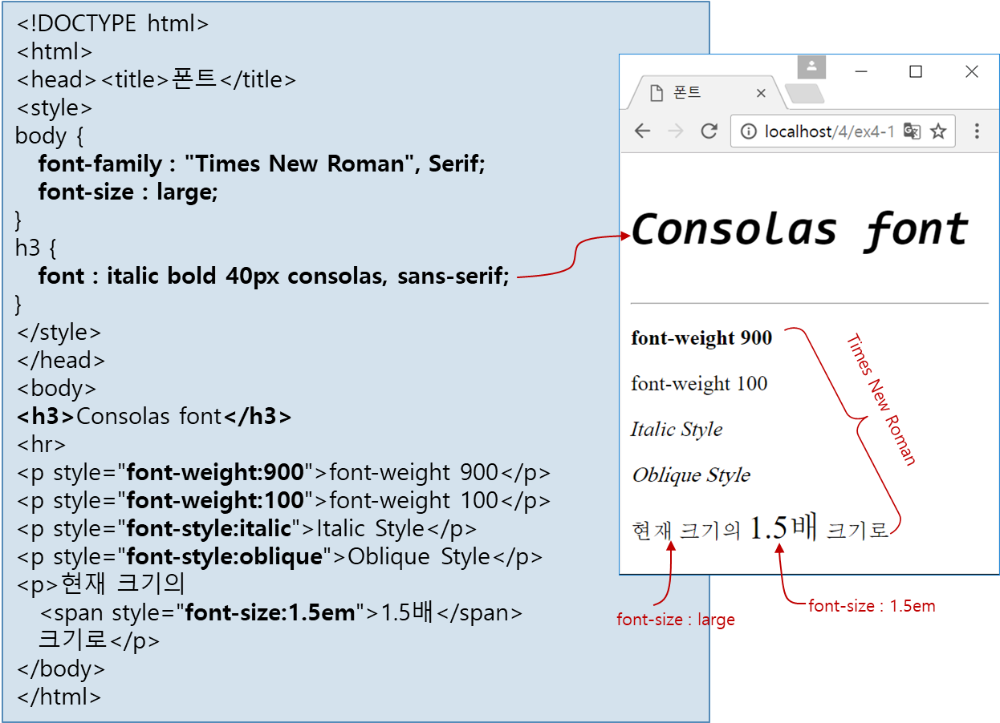 <!DOCTYPE html>
<html>
<head><title>폰트</title>
<style>
body {
font-family : "Times New Roman", Serif;
font-size : large;
}
h3 {
font : italic bold 40px consolas, sans-serif;
}
</style>
</head>
<body>
<h3>Consolas font</h3>
<hr>
<p style="font-weight:900">font-weight 900</p>
<p style="font-weight:100">font-weight 100</p>
<p style="font-style:italic">Italic Style</p>
<p style="font-style:oblique">Oblique Style</p>
<p>현재 크기의
<span style="font-size:1.5em">1.5배</span>
크기로</p>
</body>
</html>
폰트
localhost/4/ex4-1
Consolas font
font-weight 900
font-weight 100
Italic Style
Oblique Style
현재 크기의 1.5배 크기로
Times New Roman
font-size : large
font-size : 1.5em